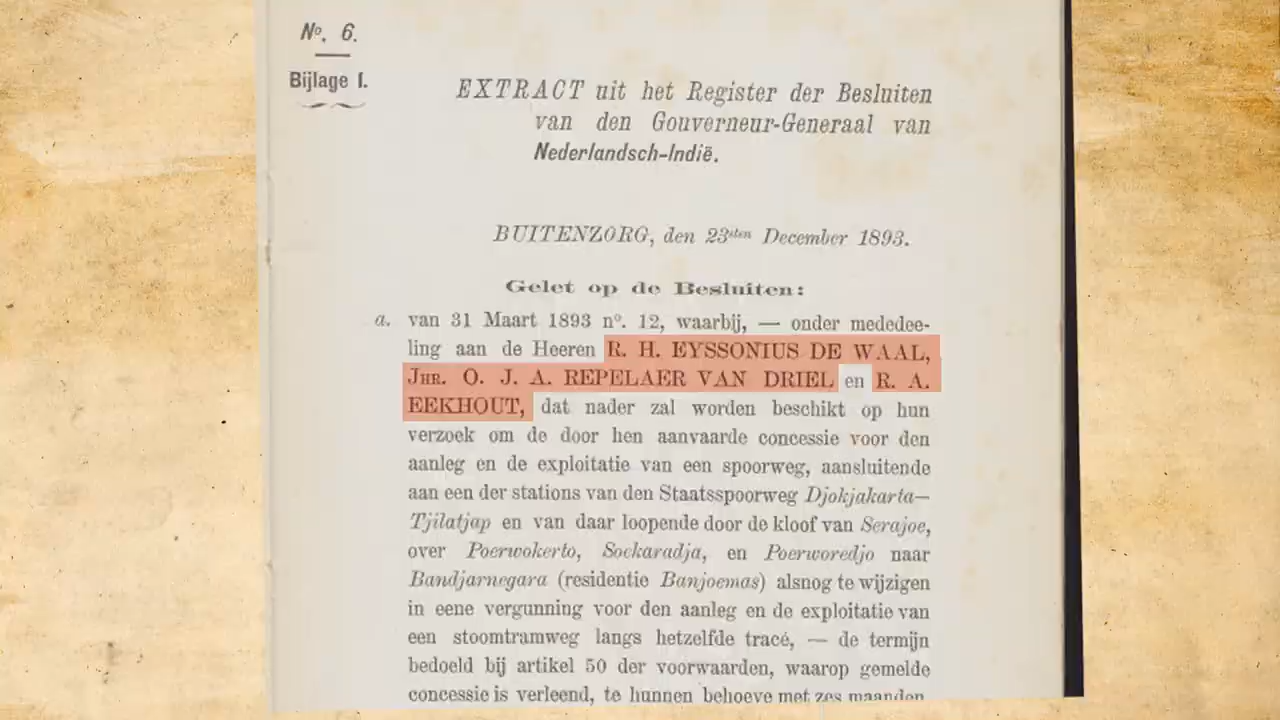 Nº. 6.
Bijlage I.
EXTRACT uit het Register der Besluiten
van den Gouverneur-Generaal van
Nederlandsch-Indië.
BUITENZORG, den 23sten December 1893.
Gelet op de Besluiten:
a. van 31 Maart 1893 nº. 12, waarbij, — onder mededee-
ling aan de Heeren R. H. EYSSONIUS DE WAAL,
JHR. O. J. A. REPELAER VAN DRIEL en R. A.
EEKHOUT, dat nader zal worden beschikt op hun
verzoek om de door hen aanvaarde concessie voor den
aanleg en de exploitatie van een spoorweg, aansluitende
aan een der stations van den Staatsspoorweg Djokjakarta—
Tjilatjap en van daar loopende door de kloof van Serajoe,
over Poerwokerto, Sockaradja, en Poerworedjo naar
Bandjarnegara (residentie Banjoemas) alsnog te wijzigen
in eene vergunning voor den aanleg en de exploitatie van
een stoomtramweg langs hetzelfde tracé, — de termijn
bedoeld bij artikel 50 der voorwaarden, waarop gemelde
concessie is verleend, te hunnen behoeve met zes maanden